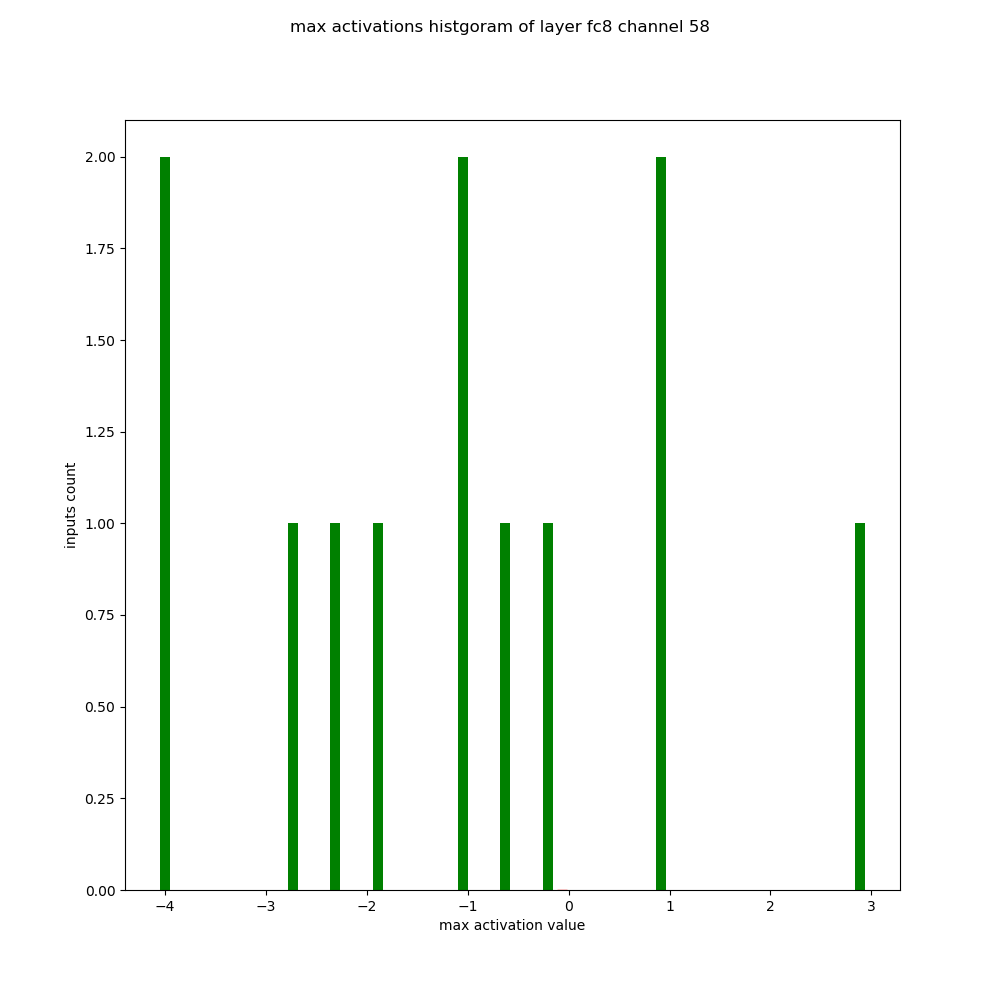 max activations histgoram of layer fc8 channel 58
2.00
1.75
1.50
1.25
1.00
0.75
0.50
0.25
0.00
inputs count
−4 −3 −2 −1 0 1 2 3
max activation value